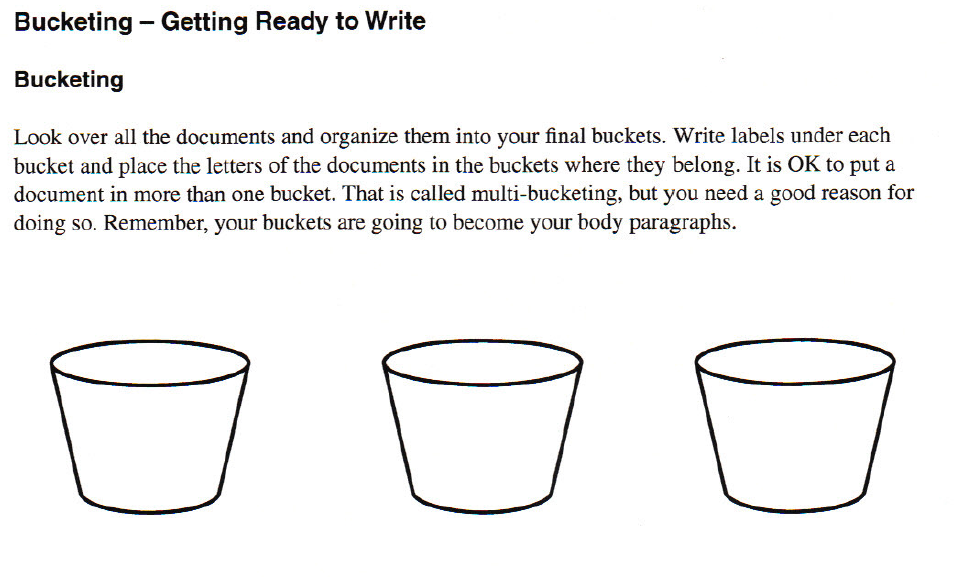 Bucketing – Getting Ready to Write
Bucketing
Look over all the documents and organize them into your final buckets. Write labels under each
bucket and place the letters of the documents in the buckets where they belong. It is OK to put a
document in more than one bucket. That is called multi-bucketing, but you need a good reason for
doing so. Remember, your buckets are going to become your body paragraphs.